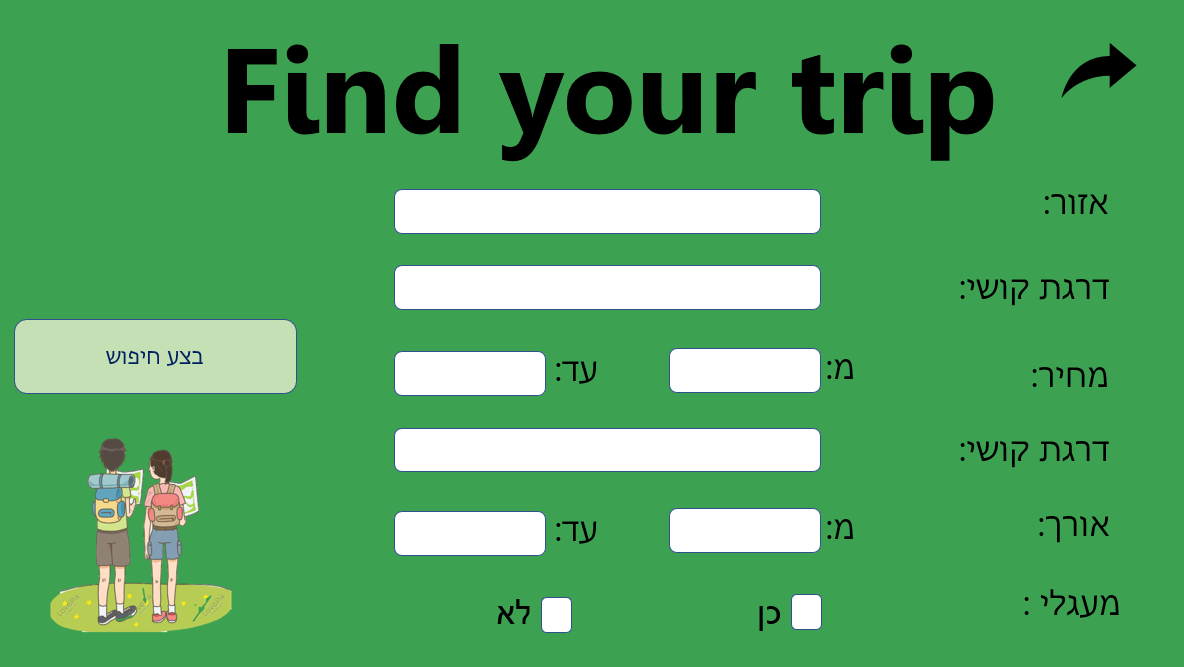 Find your trip
אזור:
דרגת קושי:
מחיר: מ: עד:
בצע חיפוש
דרגת קושי:
אורך: מ: עד:
מעגלי : כן לא